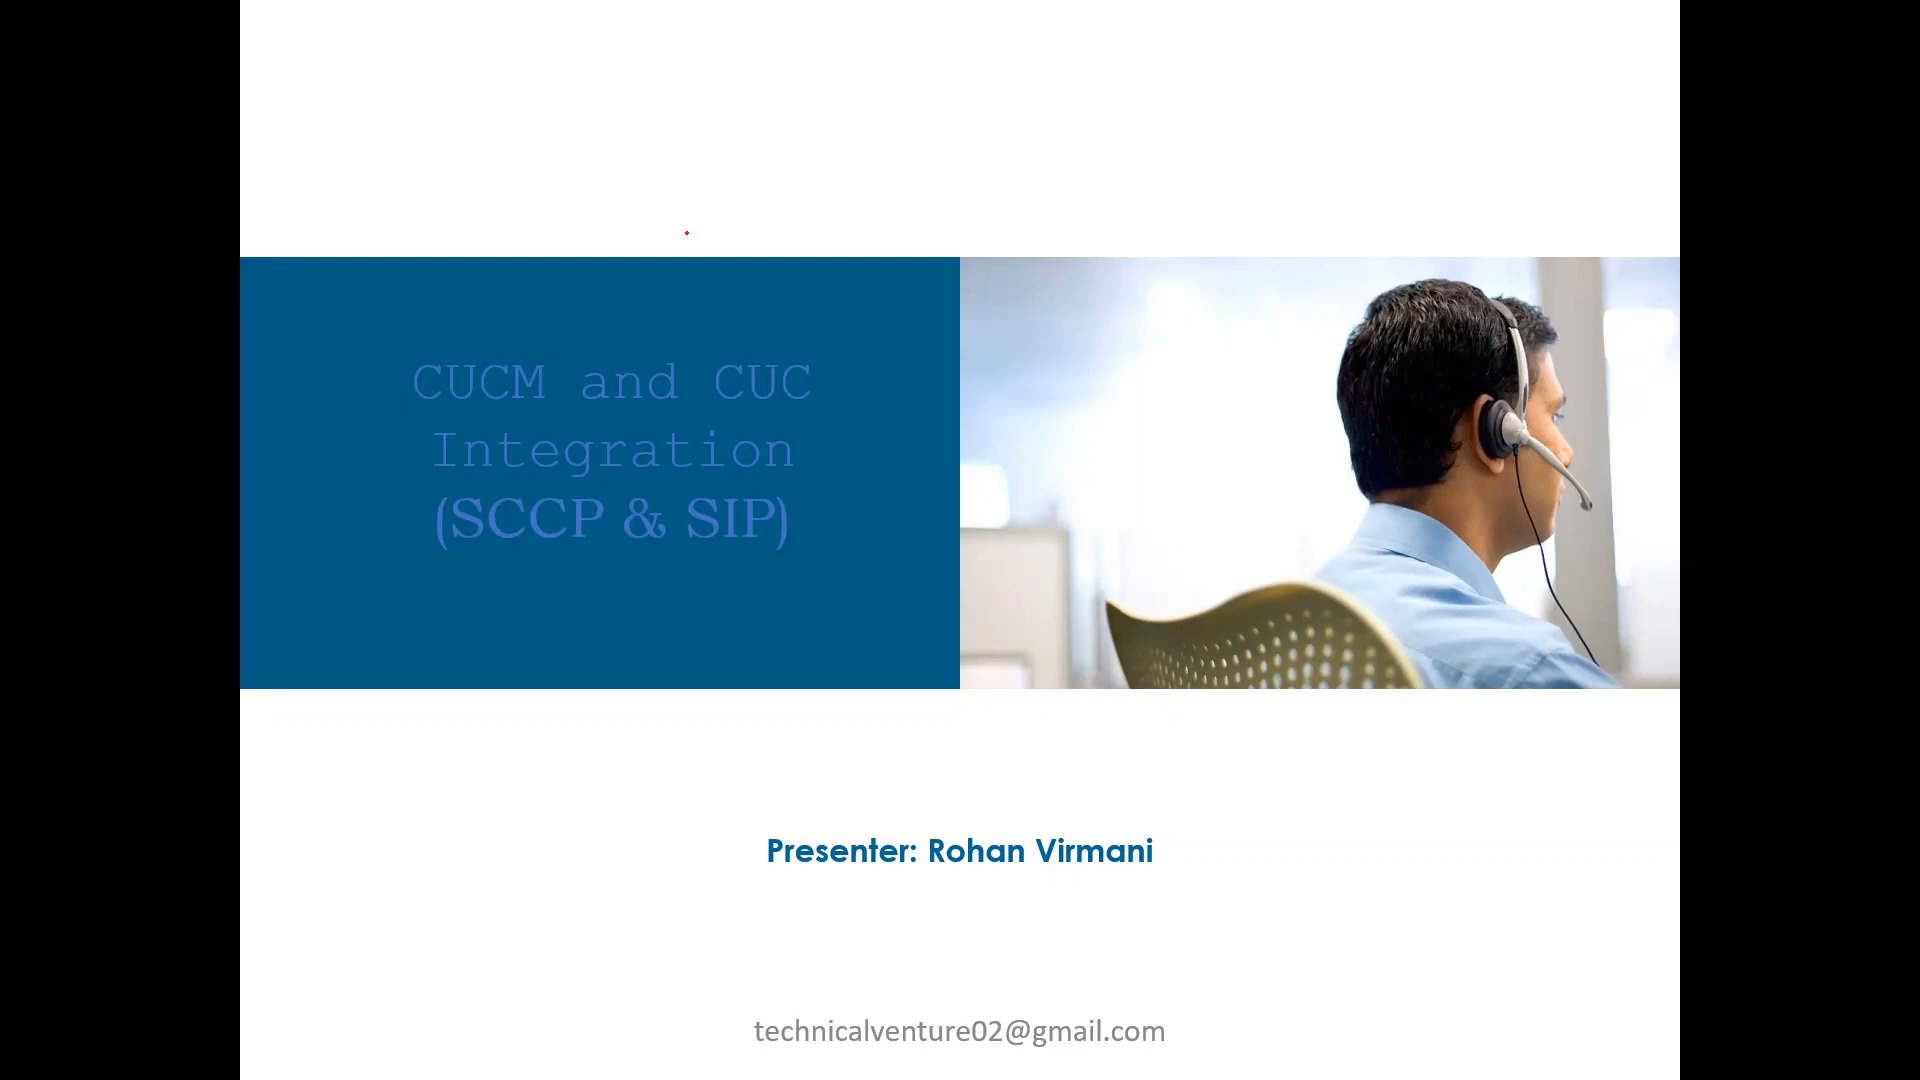 CUCM and CUC
Integration
(SCCP & SIP)
Presenter: Rohan Virmani
technicalventure02@gmail.com